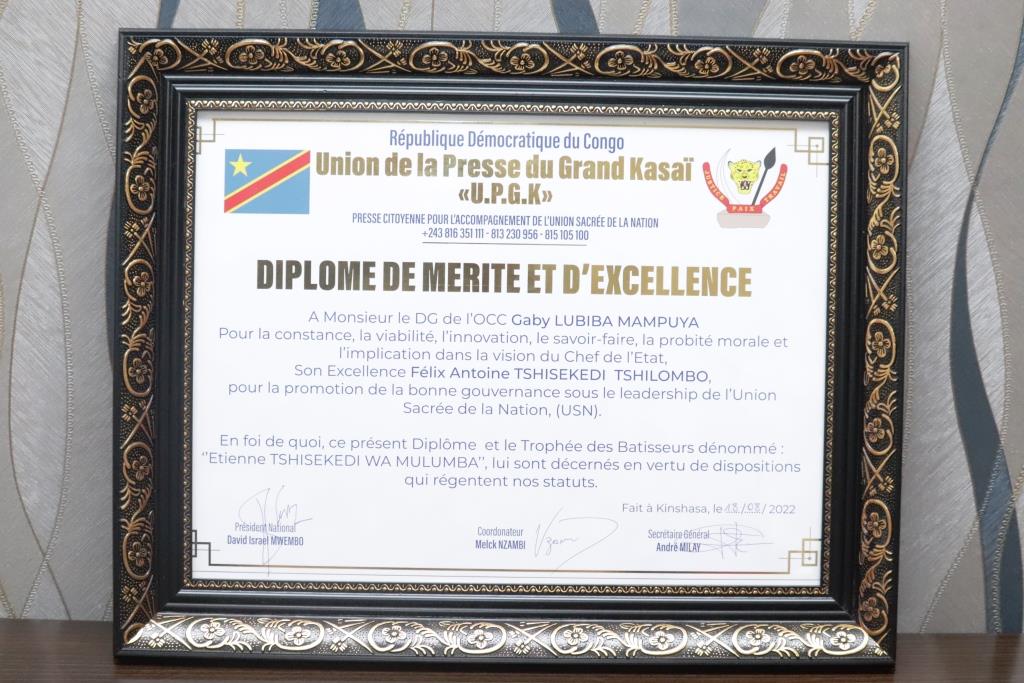 République Démocratique du Congo
Union de la Presse du Grand Kasaï
«U.P.G.K»
PRESSE CITOYENNE POUR L'ACCOMPAGNEMENT DE L'UNION SACRÉE DE LA NATION
+243 816 351 111 - 813 230 956 - 815 105 100
JUSTICE PAIX TRAVAIL
DIPLOME DE MERITE ET D'EXCELLENCE
A Monsieur le DG de l'OCC Gaby LUBIBA MAMPUYA
Pour la constance, la viabilité, l'innovation, le savoir-faire, la probité morale et
l'implication dans la vision du Chef de l'Etat,
Son Excellence Félix Antoine TSHISEKEDI TSHILOMBO,
pour la promotion de la bonne gouvernance sous le leadership de l'Union
Sacrée de la Nation, (USN).
En foi de quoi, ce présent Diplôme et le Trophée des Batisseurs dénommé :
‘‘Etienne TSHISEKEDI WA MULUMBA’’, lui sont décernés en vertu de dispositions
qui régentent nos statuts.
Fait à Kinshasa, le / / 2022
Président National
David Israel MWEMBO
Coordonateur
Melck NZAMBI
Secrétaire Général
André MILAY